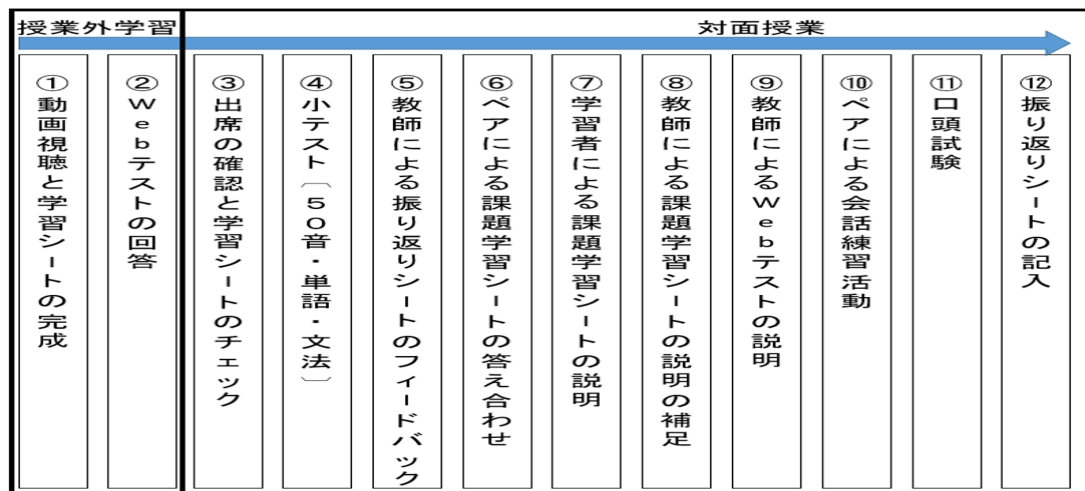 授業外学習
対面授業
①動画視聴と学習シートの完成
②Webテストの回答
③出席の確認と学習シートのチェック
④小テスト〔50音・単語・文法〕
⑤教師による振り返りシートのフィードバック
⑥ペアによる課題学習シートの答え合わせ
⑦学習者による課題学習シートの説明
⑧教師による課題学習シートの説明の補足
⑨教師によるWebテストの説明
⑩ペアによる会話練習活動
⑪口頭試験
⑫振り返りシートの記入